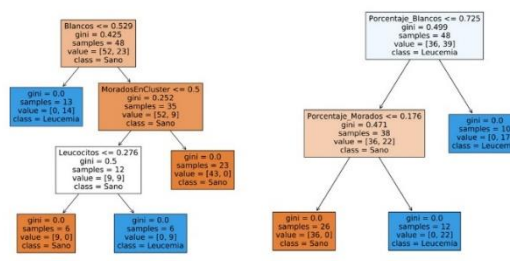 Blancos <= 0.529
gini = 0.425
samples = 48
value = [52, 23]
class = Sano
gini = 0.0
samples = 13
value = [0, 14]
class = Leucemia
MoradosEnCluster <= 0.5
gini = 0.252
samples = 35
value = [52, 9]
class = Sano
Leucocitos <= 0.276
gini = 0.5
samples = 12
value = [9, 9]
class = Sano
gini = 0.0
samples = 23
value = [43, 0]
class = Sano
gini = 0.0
samples = 6
value = [9, 0]
class = Sano
gini = 0.0
samples = 6
value = [0, 9]
class = Leucemia
Porcentaje_Blancos <= 0.725
gini = 0.499
samples = 48
value = [36, 39]
class = Leucemia
Porcentaje_Morados <= 0.176
gini = 0.471
samples = 38
value = [36, 22]
class = Sano
gini = 0.0
samples = 10
value = [0, 17
class = Leucem
gini = 0.0
samples = 26
value = [36, 0]
class = Sano
gini = 0.0
samples = 12
value = [0, 22]
class = Leucemia